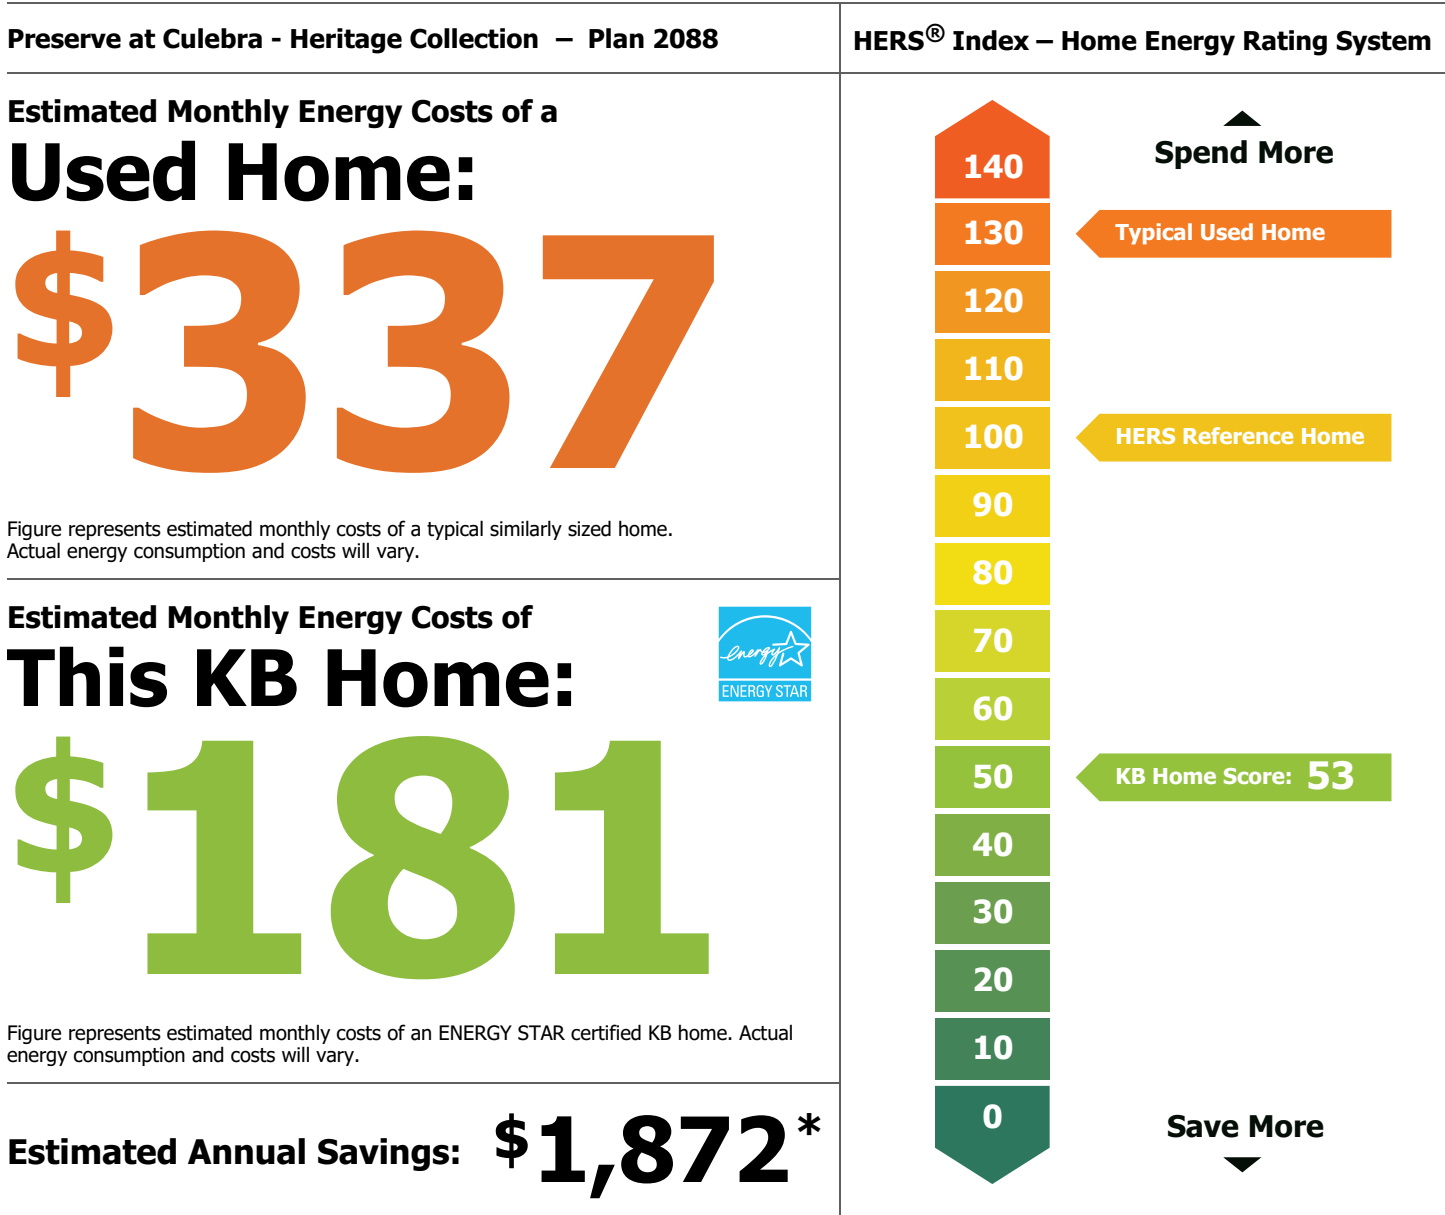 Preserve at Culebra - Heritage Collection – Plan 2088
Estimated Monthly Energy Costs of a
Used Home:
$337
Figure represents estimated monthly costs of a typical similarly sized home.
Actual energy consumption and costs will vary.
Estimated Monthly Energy Costs of
This KB Home:
energy
ENERGY STAR
$181
Figure represents estimated monthly costs of an ENERGY STAR certified KB home. Actual
energy consumption and costs will vary.
Estimated Annual Savings: $1,872*
HERS® Index – Home Energy Rating System
Spend More
140
130 Typical Used Home
120
110
100 HERS Reference Home
90
80
70
60
50 KB Home Score: 53
40
30
20
10
0
Save More